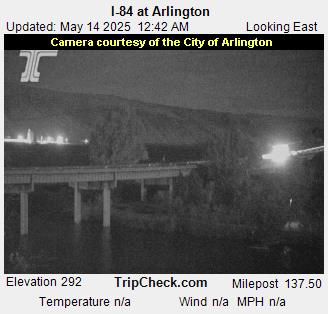 I-84 at Arlington
Updated: May 14 2025 12:42 AM Looking East
Camera courtesy of the City of Arlington
Elevation 292 TripCheck.com Milepost 137.50
Temperature n/a Wind n/a MPH n/a